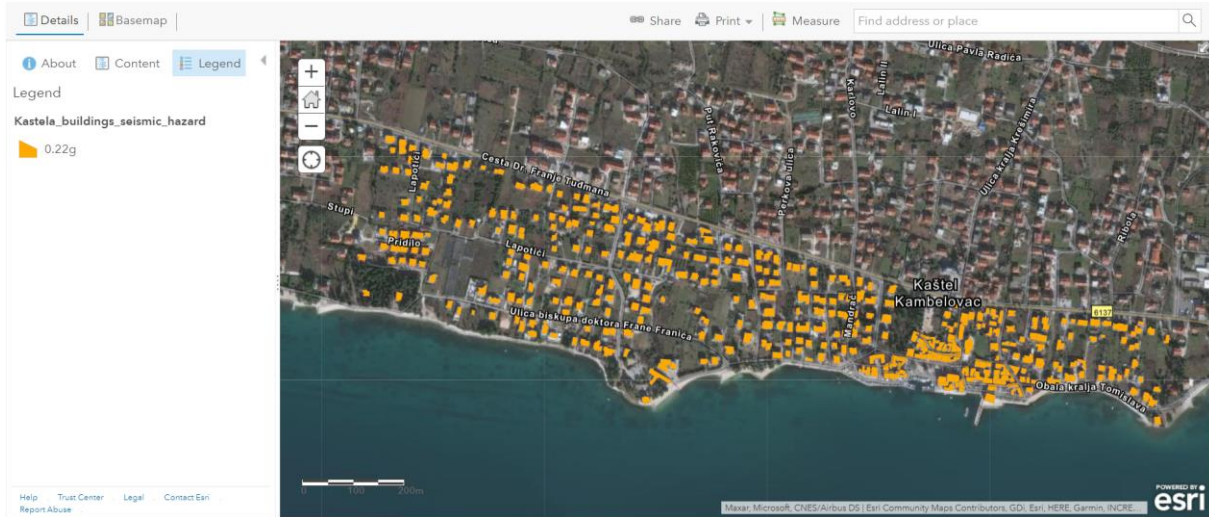 Details
Basemap
Share
Print
Measure
Find address or place
About
Content
Legend
Legend
Kastela_buildings_seismic_hazard
0.22g
Help Trust Center Legal Contact Esri
Report Abuse
Ulica Pavla Radića
Lalin II
Karlovo
Lalin I
Ulica kralja Krešimira
Put Rakovica
Perkova ulica
Ribola
Cesta Dr. Franje Tuđmana
Lapotići
Stupi
Pridilo
Lapotići
Ulica biskupa doktora Frane Franića
Mandrač
Kaštel
Kambelovac
6137
Obala kralja Tomislava
0 100 200m
Maxar, Microsoft, CNES/Airbus DS | Esri Community Maps Contributors, GDi, Esri, HERE, Garmin, INCRE...
POWERED BY
esri